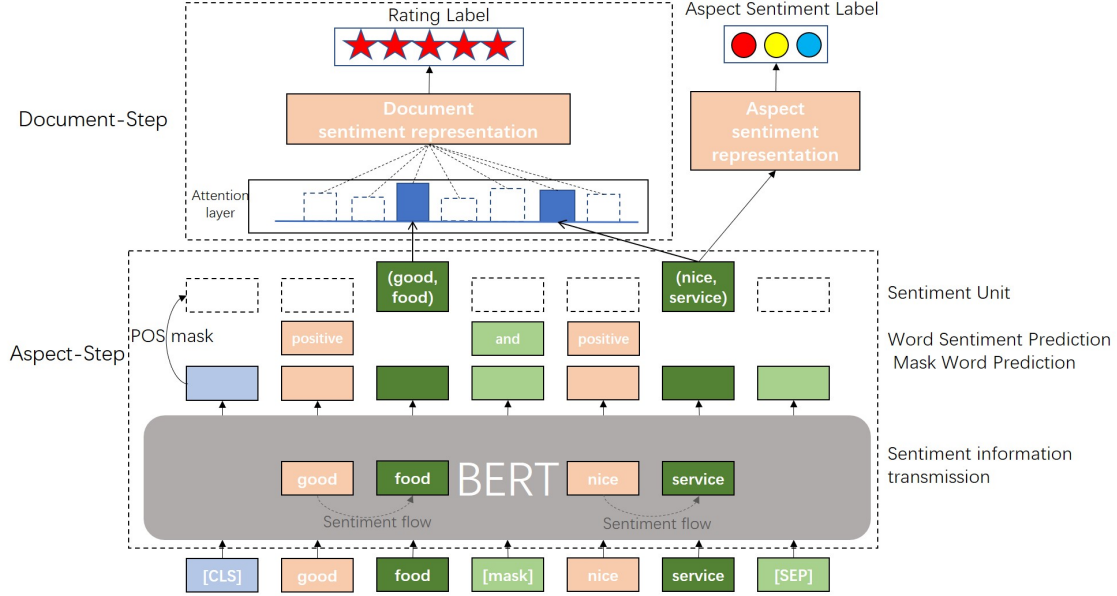 Rating Label
Aspect Sentiment Label
Document-Step
Document
sentiment representation
Aspect
sentiment
representation
Attention
layer
(good,
food)
(nice,
service)
Sentiment Unit
POS mask
positive
and
positive
Word Sentiment Prediction
Mask Word Prediction
Aspect-Step
good
food
BERT
nice
service
Sentiment information
transmission
Sentiment flow
Sentiment flow
[CLS]
good
food
[mask]
nice
service
[SEP]